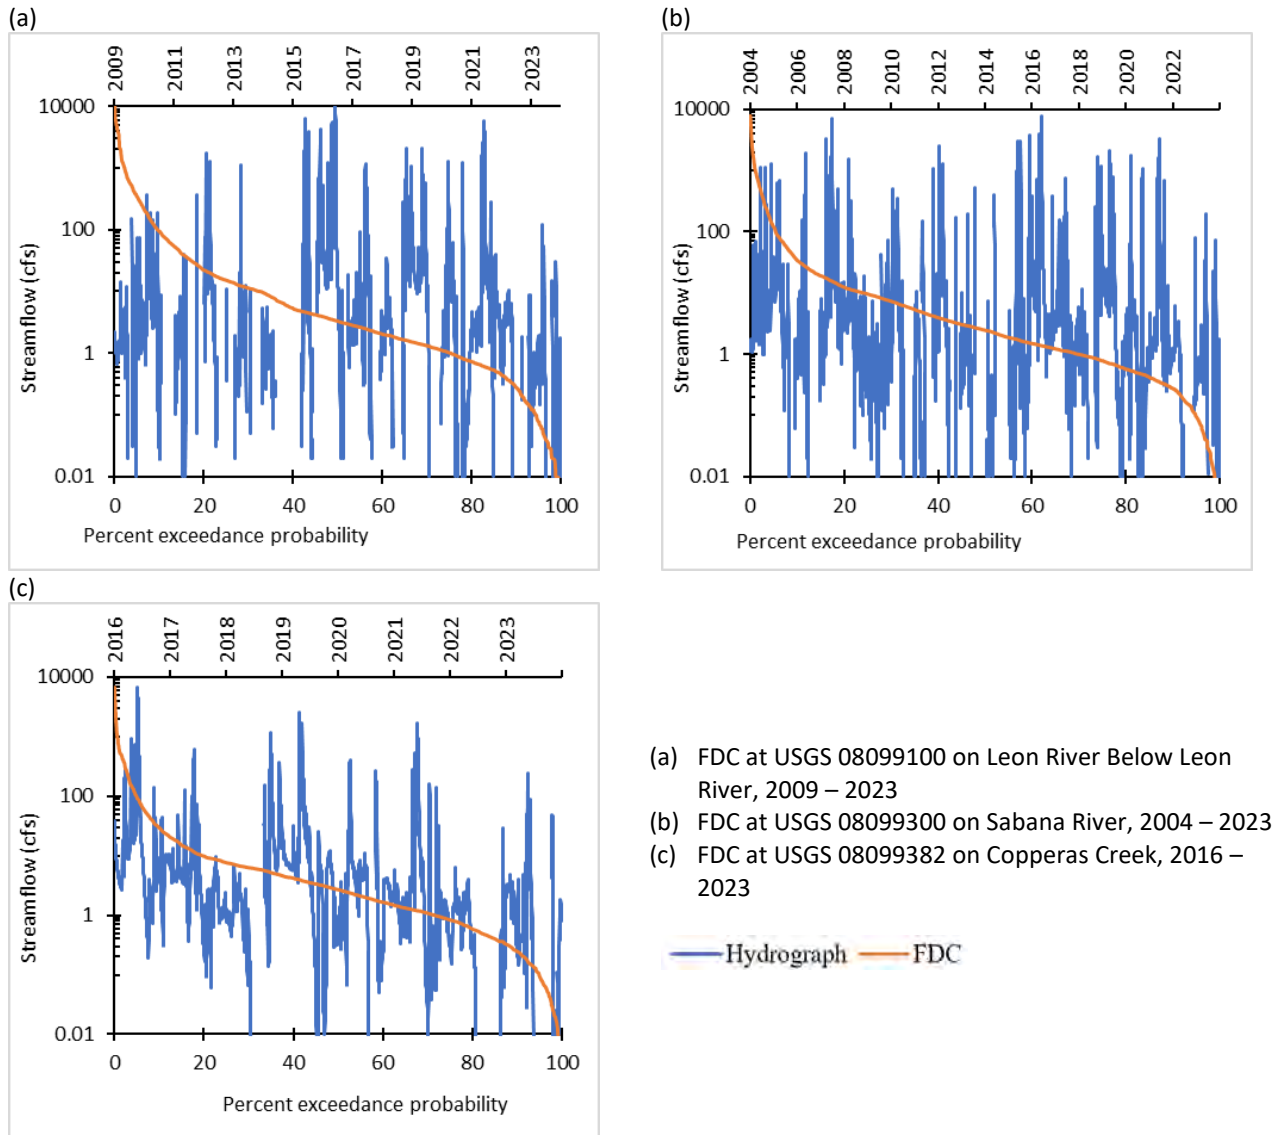 (a)
2009 2011 2013 2015 2017 2019 2021 2023
10000
100
1
0.01
Streamflow (cfs)
0 20 40 60 80 100
Percent exceedance probability
(b)
2004 2006 2008 2010 2012 2014 2016 2018 2020 2022
10000
100
1
0.01
Streamflow (cfs)
0 20 40 60 80 100
Percent exceedance probability
(c)
2016 2017 2018 2019 2020 2021 2022 2023
10000
100
1
0.01
Streamflow (cfs)
0 20 40 60 80 100
Percent exceedance probability
(a) FDC at USGS 08099100 on Leon River Below Leon
River, 2009 – 2023
(b) FDC at USGS 08099300 on Sabana River, 2004 – 2023
(c) FDC at USGS 08099382 on Copperas Creek, 2016 –
2023
Hydrograph FDC